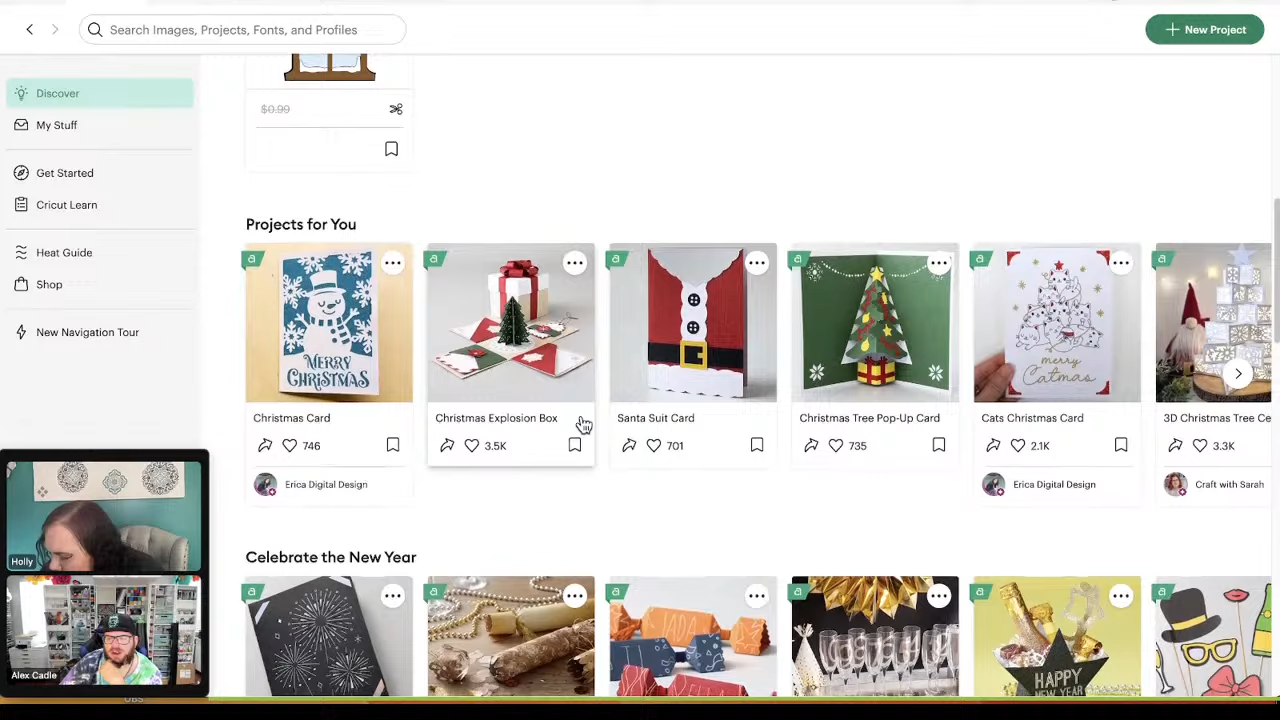 Search Images, Projects, Fonts, and Profiles
New Project
Discover
My Stuff
Get Started
Cricut Learn
Heat Guide
Shop
New Navigation Tour
$0.99
Projects for You
a
a
a
a
a
a
MERRY
CHRISTMAS
merry
Catmas
Christmas Card
Christmas Explosion Box
Santa Suit Card
Christmas Tree Pop-Up Card
Cats Christmas Card
3D Christmas Tree Ce
746
3.5K
701
735
2.1K
3.3K
Erica Digital Design
Erica Digital Design
Craft with Sarah
Celebrate the New Year
a
a
a
a
a
a
JADA
HAPPY
NEW YEAR
Holly
Alex Cadie
OBS